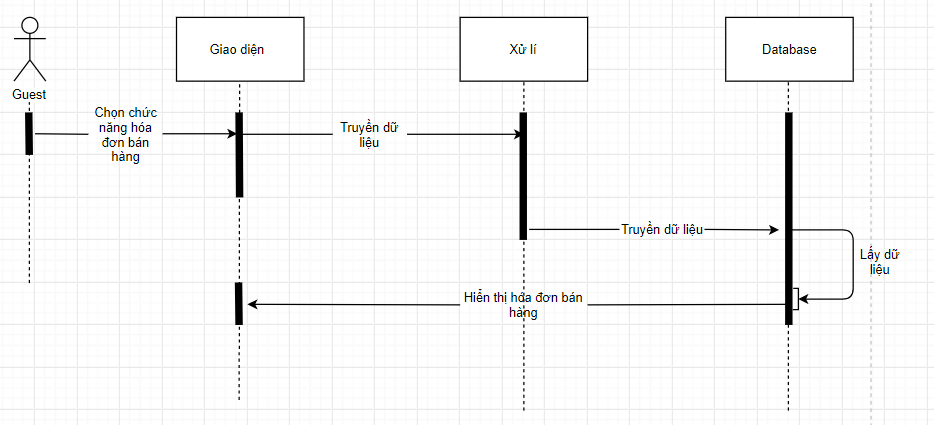 Giao diện
Xử lí
Database
Guest
Chọn chức
năng hóa
đơn bán
hàng
Truyền dữ
liệu
Truyền dữ liệu
Lấy dữ
liệu
Hiển thị hóa đơn bán
hàng